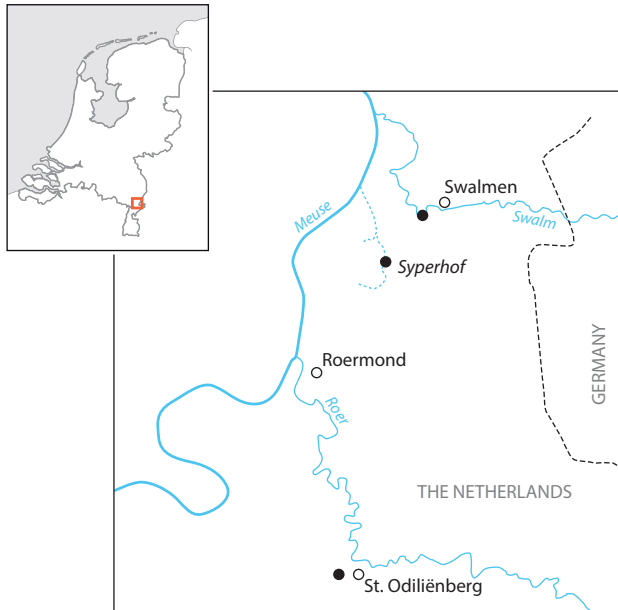 Swalmen
Swalm
Meuse
Syperhof
Roermond
GERMANY
Roer
THE NETHERLANDS
St. Odiliënberg